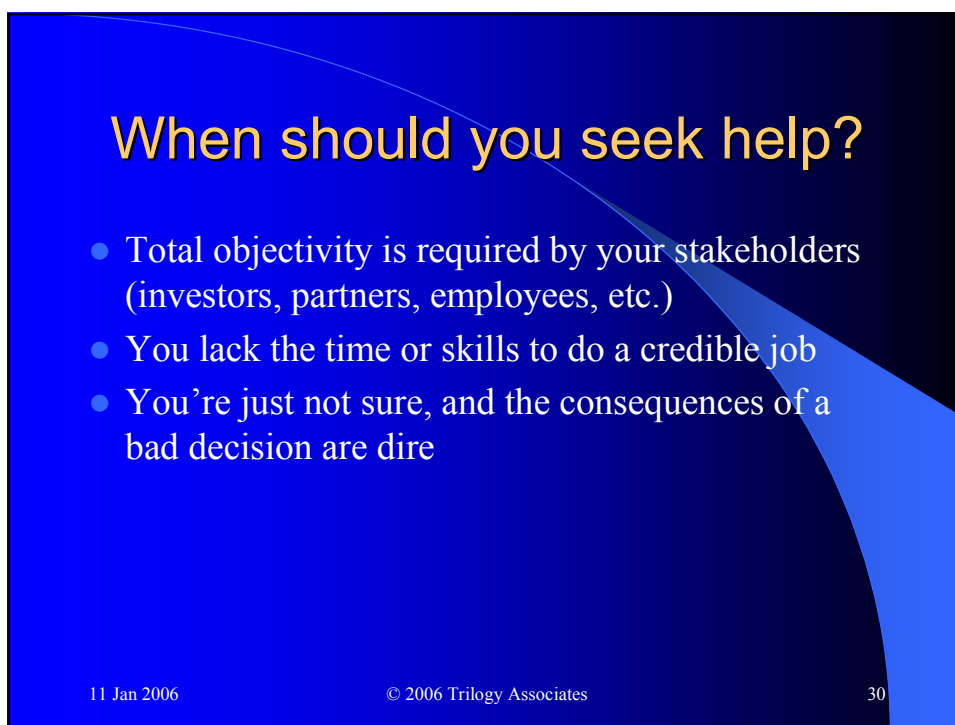 When should you seek help?
● Total objectivity is required by your stakeholders
(investors, partners, employees, etc.)
● You lack the time or skills to do a credible job
● You’re just not sure, and the consequences of a
bad decision are dire
11 Jan 2006 © 2006 Trilogy Associates 30